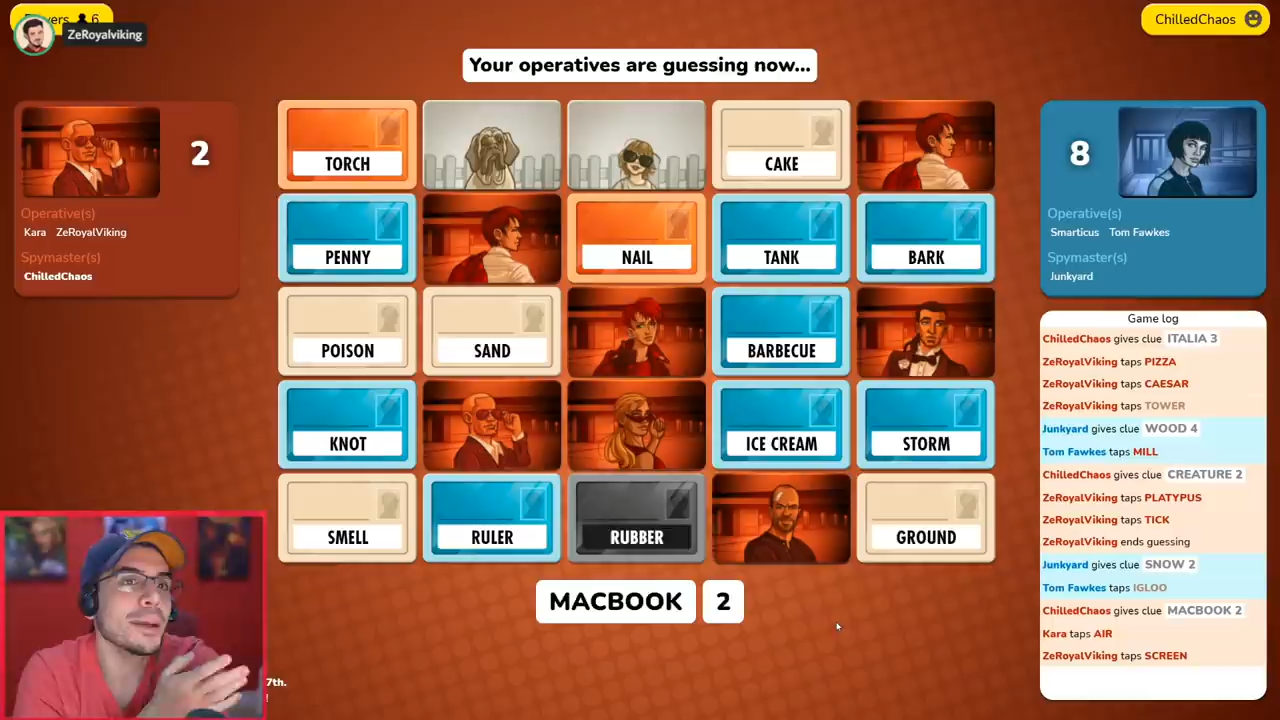 Players 6
ZeRoyalviking
ChilledChaos
Your operatives are guessing now...
2
Operative(s)
Kara ZeRoyalViking
Spymaster(s)
ChilledChaos
8
Operative(s)
Smarticus Tom Fawkes
Spymaster(s)
Junkyard
TORCH
CAKE
PENNY
NAIL
TANK
BARK
POISON
SAND
BARBECUE
KNOT
ICE CREAM
STORM
SMELL
RULER
RUBBER
GROUND
MACBOOK 2
Game log
ChilledChaos gives clue ITALIA 3
ZeRoyalViking taps PIZZA
ZeRoyalViking taps CAESAR
ZeRoyalViking taps TOWER
Junkyard gives clue WOOD 4
Tom Fawkes taps MILL
ChilledChaos gives clue CREATURE 2
ZeRoyalViking taps PLATYPUS
ZeRoyalViking taps TICK
ZeRoyalViking ends guessing
Junkyard gives clue SNOW 2
Tom Fawkes taps IGLOO
ChilledChaos gives clue MACBOOK 2
Kara taps AIR
ZeRoyalViking taps SCREEN
7th.